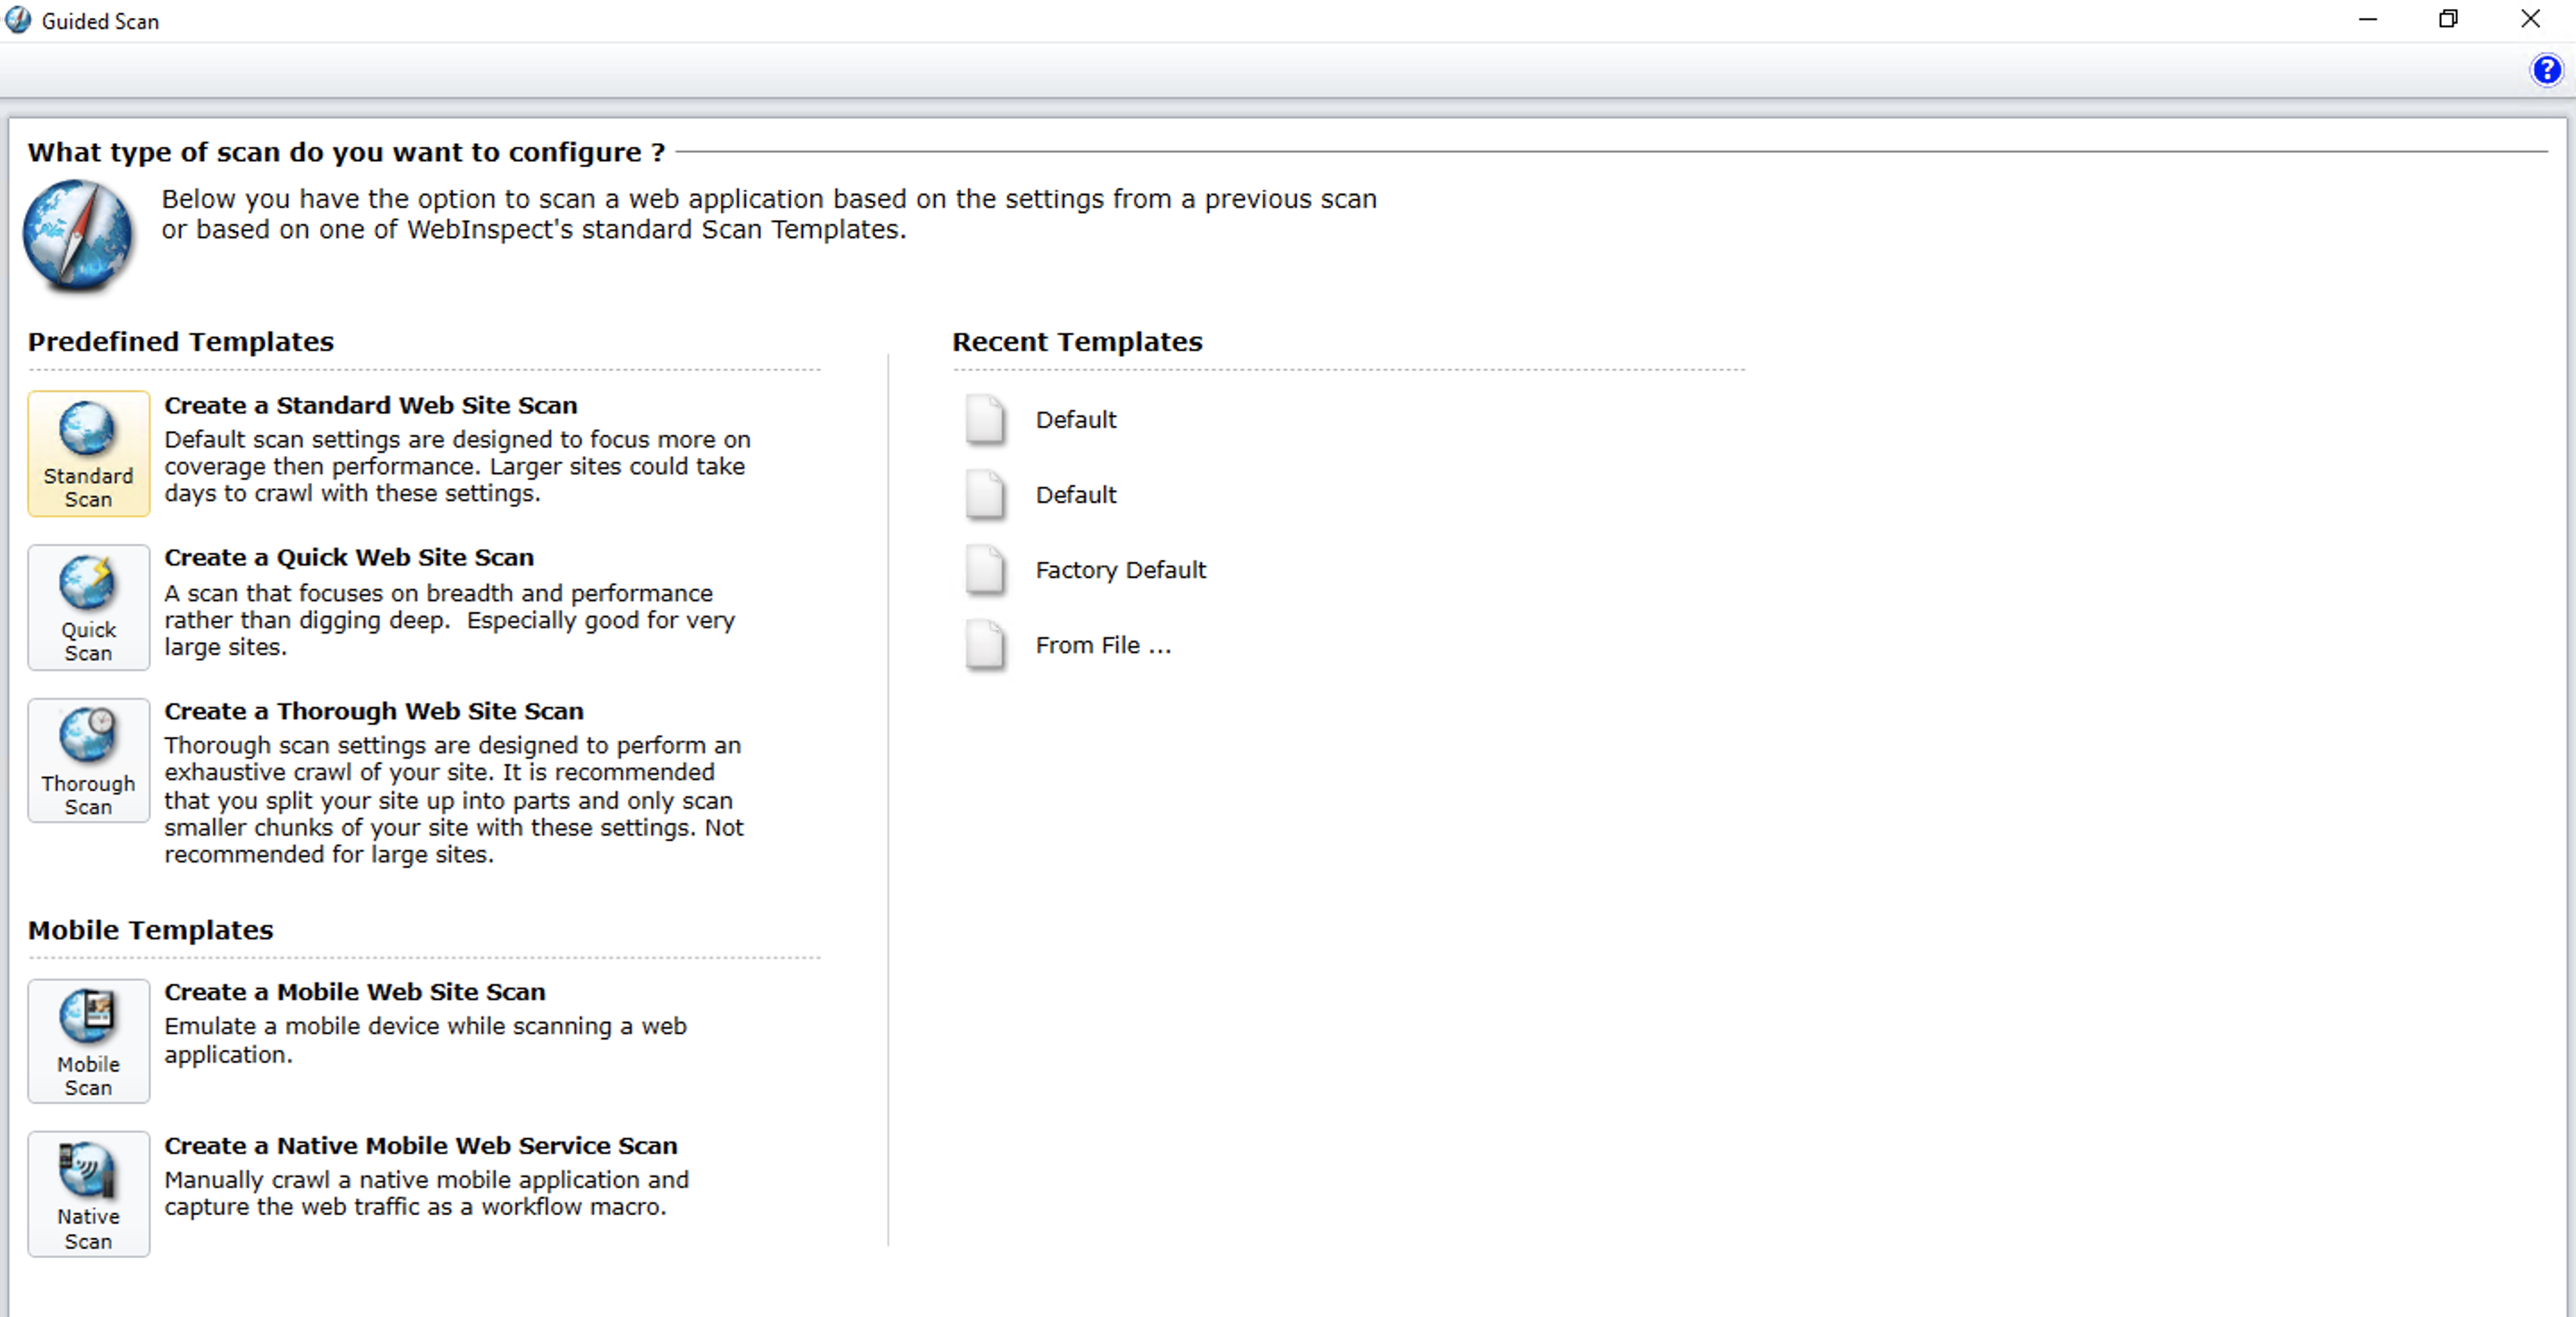 Guided Scan
What type of scan do you want to configure ?
Below you have the option to scan a web application based on the settings from a previous scan
or based on one of WebInspect's standard Scan Templates.
Predefined Templates
Standard
Scan
Create a Standard Web Site Scan
Default scan settings are designed to focus more on
coverage then performance. Larger sites could take
days to crawl with these settings.
Quick
Scan
Create a Quick Web Site Scan
A scan that focuses on breadth and performance
rather than digging deep.  Especially good for very
large sites.
Thorough
Scan
Create a Thorough Web Site Scan
Thorough scan settings are designed to perform an
exhaustive crawl of your site. It is recommended
that you split your site up into parts and only scan
smaller chunks of your site with these settings. Not
recommended for large sites.
Mobile Templates
Mobile
Scan
Create a Mobile Web Site Scan
Emulate a mobile device while scanning a web
application.
Native
Scan
Create a Native Mobile Web Service Scan
Manually crawl a native mobile application and
capture the web traffic as a workflow macro.
Recent Templates
Default
Default
Factory Default
From File ...